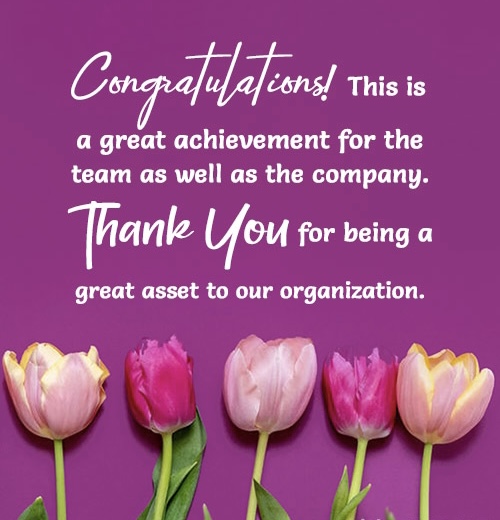 Congratulations! This is
a great achievement for the
team as well as the company.
Thank You for being a
great asset to our organization.